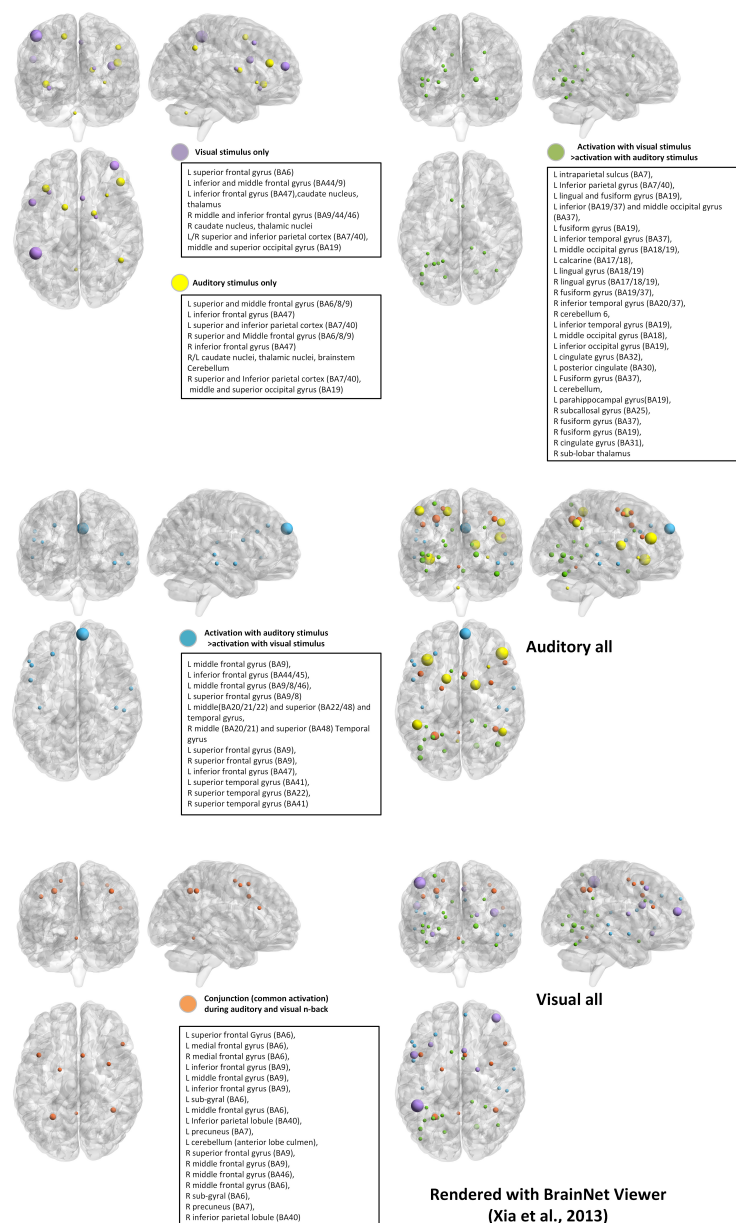 Visual stimulus only
L superior frontal gyrus (BA6)
L inferior and middle frontal gyrus (BA44/9)
L inferior frontal gyrus (BA47),caudate nucleus,
thalamus
R middle and inferior frontal gyrus (BA9/44/46)
R caudate nucleus, thalamic nuclei
L/R superior and inferior parietal cortex (BA7/40),
middle and superior occipital gyrus (BA19)
Auditory stimulus only
L superior and middle frontal gyrus (BA6/8/9)
L inferior frontal gyrus (BA47)
L superior and inferior parietal cortex (BA7/40)
R superior and Middle frontal gyrus (BA6/8/9)
R inferior frontal gyrus (BA47)
R/L caudate nuclei, thalamic nuclei, brainstem
Cerebellum
R superior and Inferior parietal cortex (BA7/40),
middle and superior occipital gyrus (BA19)
Activation with visual stimulus
>activation with auditory stimulus
L intraparietal sulcus (BA7),
L Inferior parietal gyrus (BA7/40),
L lingual and fusiform gyrus (BA19),
L inferior (BA19/37) and middle occipital gyrus
(BA37),
L fusiform gyrus (BA19),
L inferior temporal gyrus (BA37),
L middle occipital gyrus (BA18/19),
L calcarine (BA17/18),
L lingual gyrus (BA18/19)
R lingual gyrus (BA17/18/19),
R fusiform gyrus (BA19/37),
R inferior temporal gyrus (BA20/37),
R cerebellum 6,
L inferior temporal gyrus (BA19),
L middle occipital gyrus (BA18),
L inferior occipital gyrus (BA19),
L cingulate gyrus (BA32),
L posterior cingulate (BA30),
L Fusiform gyrus (BA37),
L cerebellum,
L parahippocampal gyrus(BA19),
R subcallosal gyrus (BA25),
R fusiform gyrus (BA37),
R fusiform gyrus (BA19),
R cingulate gyrus (BA31),
R sub-lobar thalamus
Activation with auditory stimulus
>activation with visual stimulus
L middle frontal gyrus (BA9),
L inferior frontal gyrus (BA44/45),
L middle frontal gyrus (BA9/8/46),
L superior frontal gyrus (BA9/8)
L middle(BA20/21/22) and superior (BA22/48) and
temporal gyrus,
R middle (BA20/21) and superior (BA48) Temporal
gyrus
L superior frontal gyrus (BA9),
R superior frontal gyrus (BA9),
L inferior frontal gyrus (BA47),
L superior temporal gyrus (BA41),
R superior temporal gyrus (BA22),
R superior temporal gyrus (BA41)
Auditory all
Conjunction (common activation)
during auditory and visual n-back
L superior frontal Gyrus (BA6),
L medial frontal gyrus (BA6),
R medial frontal gyrus (BA6),
L inferior frontal gyrus (BA9),
L middle frontal gyrus (BA9),
L inferior frontal gyrus (BA9),
L sub-gyral (BA6),
L middle frontal gyrus (BA6),
L Inferior parietal lobule (BA40),
L precuneus (BA7),
L cerebellum (anterior lobe culmen),
R superior frontal gyrus (BA9),
R middle frontal gyrus (BA9),
R middle frontal gyrus (BA46),
R middle frontal gyrus (BA6),
R sub-gyral (BA6),
R precuneus (BA7),
R inferior parietal lobule (BA40)
Visual all
Rendered with BrainNet Viewer
(Xia et al., 2013)